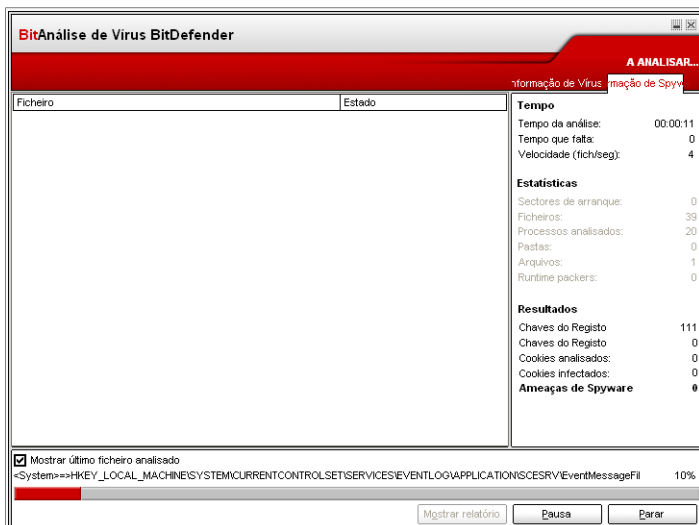 BitAnálise de Vírus BitDefender
A ANALISAR...
nformação de Vírus rmação de Spyw
Ficheiro Estado
Tempo
Tempo da análise: 00:00:11
Tempo que falta: 0
Velocidade (fich/seg): 4
Estatísticas
Sectores de arranque: 0
Ficheiros: 39
Processos analisados: 20
Pastas: 0
Arquivos: 1
Runtime packers: 0
Resultados
Chaves do Registo 111
Chaves do Registo 0
Cookies analisados: 0
Cookies infectados: 0
Ameaças de Spyware 0
Mostrar último ficheiro analisado
<System>=>HKEY_LOCAL_MACHINE\SYSTEM\CURRENTCONTROLSET\SERVICES\EVENTLOG\APPLICATION\SCESRV\EventMessageFil 10%
Mostrar relatório Pausa Parar